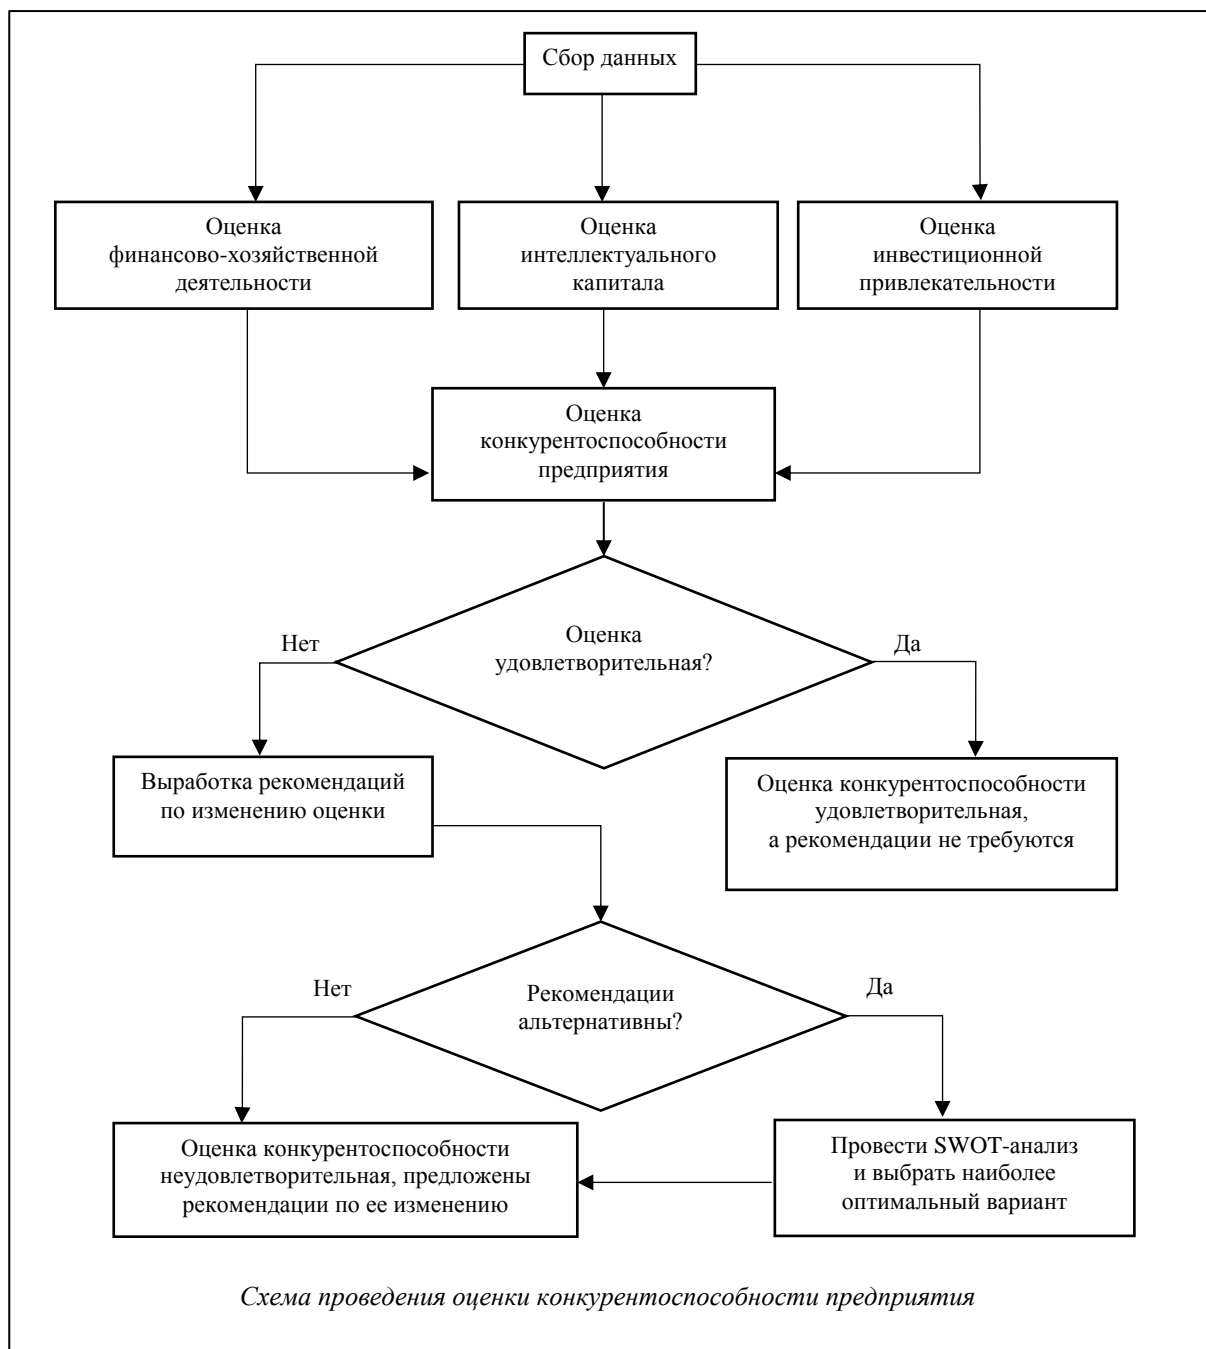 Сбор данных
Оценка
финансово-хозяйственной
деятельности
Оценка
интеллектуального
капитала
Оценка
инвестиционной
привлекательности
Оценка
конкурентоспособности
предприятия
Нет
Оценка
удовлетворительная?
Да
Выработка рекомендаций
по изменению оценки
Оценка конкурентоспособности
удовлетворительная,
а рекомендации не требуются
Нет
Рекомендации
альтернативны?
Да
Оценка конкурентоспособности
неудовлетворительная, предложены
рекомендации по ее изменению
Провести SWOT-анализ
и выбрать наиболее
оптимальный вариант
Схема проведения оценки конкурентоспособности предприятия